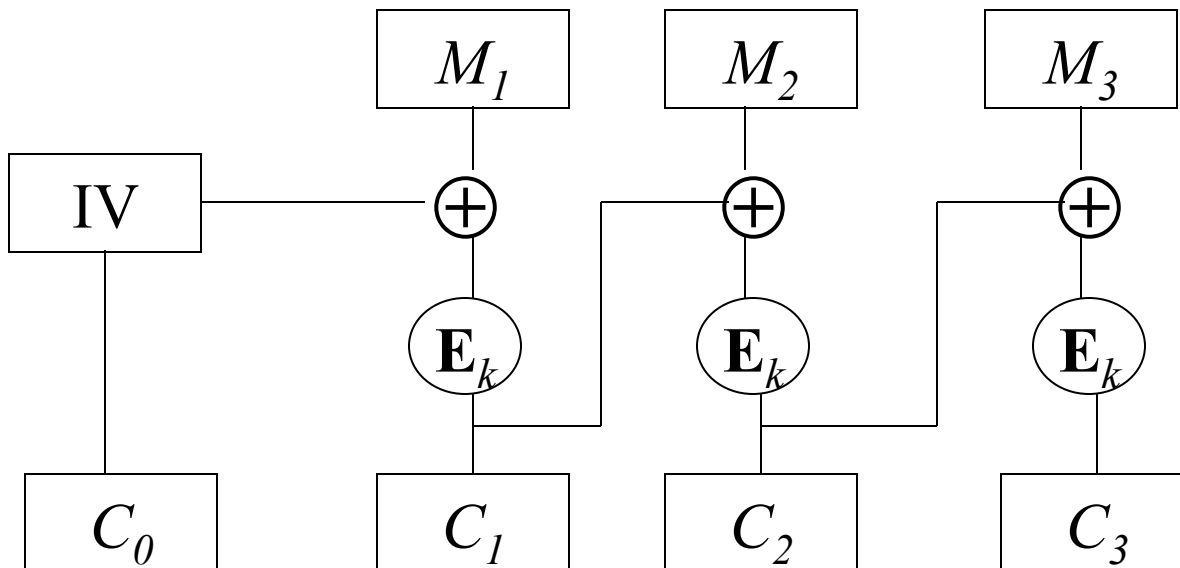 M₁ M₂ M₃
IV ⊕ ⊕ ⊕
Eₖ Eₖ Eₖ
C₀ C₁ C₂ C₃